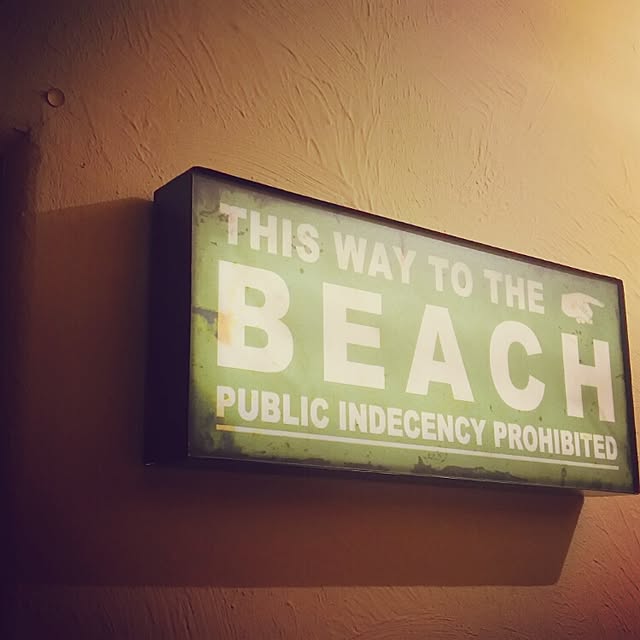 THIS WAY TO THE
BEACH
PUBLIC INDECENCY PROHIBITED